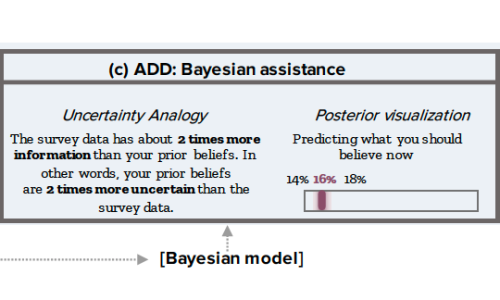 (c) ADD: Bayesian assistance
Uncertainty Analogy
The survey data has about 2 times more
information than your prior beliefs. In
other words, your prior beliefs
are 2 times more uncertain than the
survey data.
Posterior visualization
Predicting what you should
believe now
14% 16% 18%
[Bayesian model]